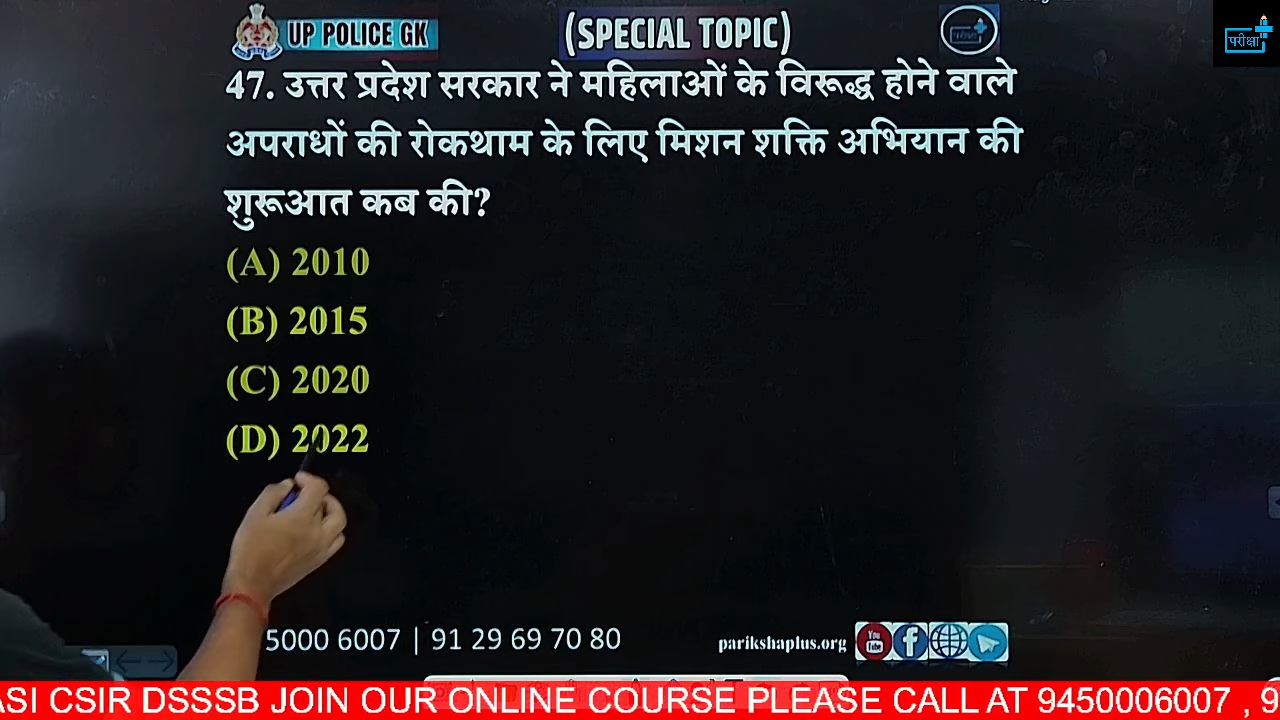 UP POLICE GK
(SPECIAL TOPIC)
परीक्षा
47. उत्तर प्रदेश सरकार ने महिलाओं के विरूद्ध होने वाले
अपराधों की रोकथाम के लिए मिशन शक्ति अभियान की
शुरूआत कब की?
(A) 2010
(B) 2015
(C) 2020
(D) 2022
5000 6007 | 91 29 69 70 80
parikshaplus.org
You
Tube
ASI CSIR DSSSB JOIN OUR ONLINE COURSE PLEASE CALL AT 9450006007 , 9